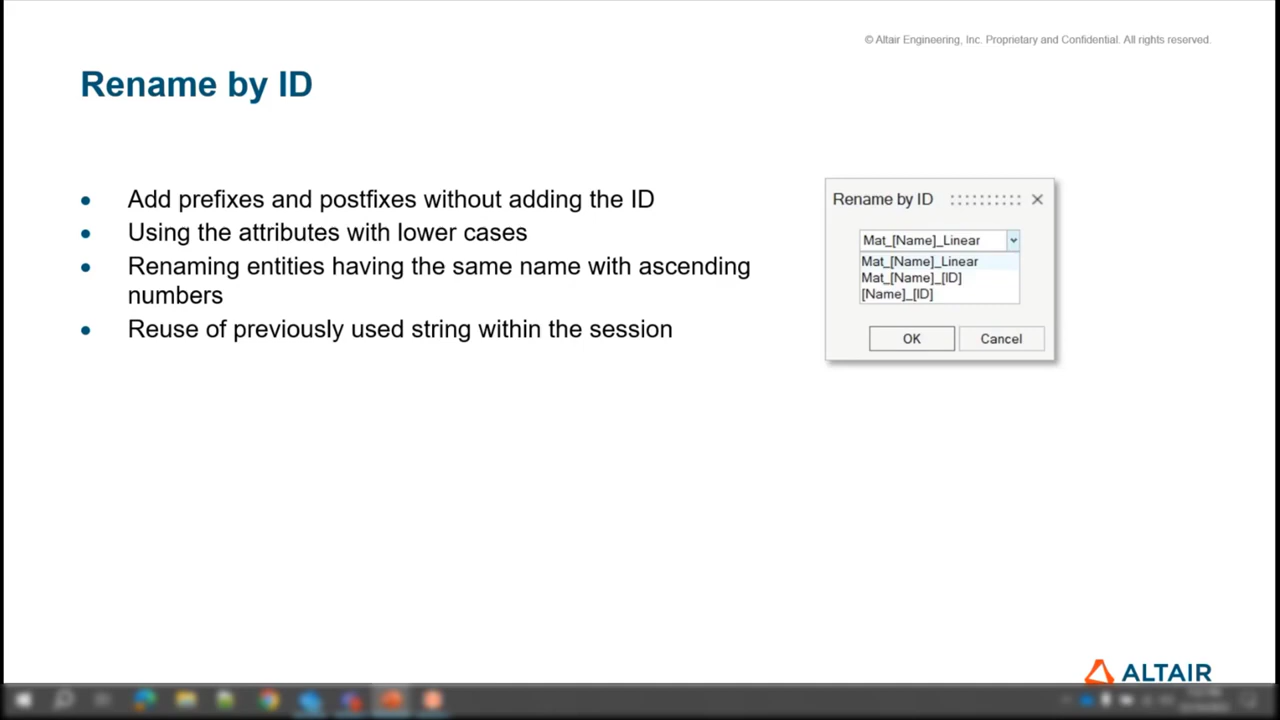 © Altair Engineering, Inc. Proprietary and Confidential. All rights reserved.
Rename by ID
• Add prefixes and postfixes without adding the ID
• Using the attributes with lower cases
• Renaming entities having the same name with ascending
numbers
• Reuse of previously used string within the session
Rename by ID
Mat_[Name]_Linear
Mat_[Name]_Linear
Mat_[Name]_[ID]
[Name]_[ID]
OK Cancel
ALTAIR